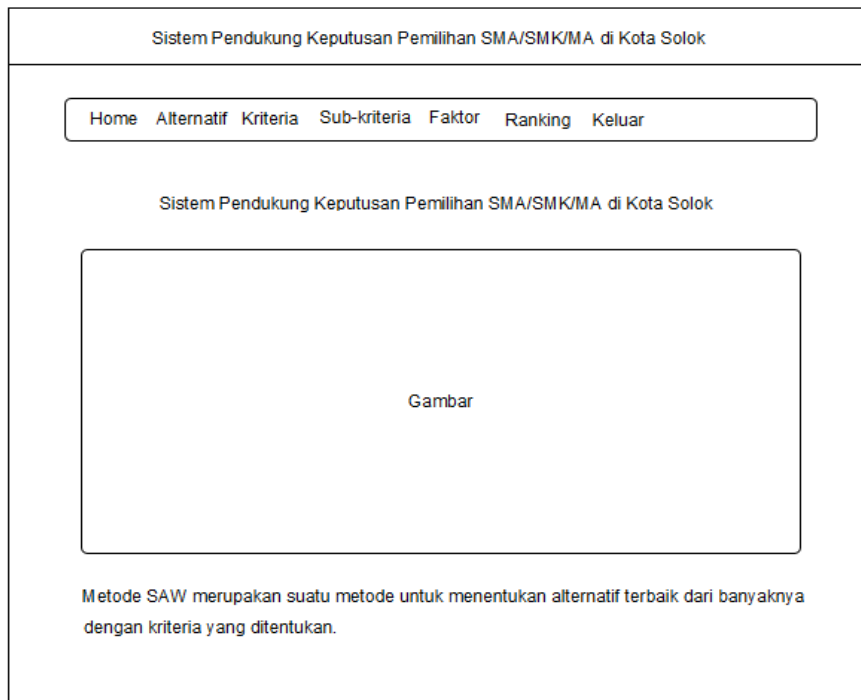 Sistem Pendukung Keputusan Pemilihan SMA/SMK/MA di Kota Solok
Home Alternatif Kriteria Sub-kriteria Faktor Ranking Keluar
Sistem Pendukung Keputusan Pemilihan SMA/SMK/MA di Kota Solok
Gambar
Metode SAW merupakan suatu metode untuk menentukan alternatif terbaik dari banyaknya
dengan kriteria yang ditentukan.